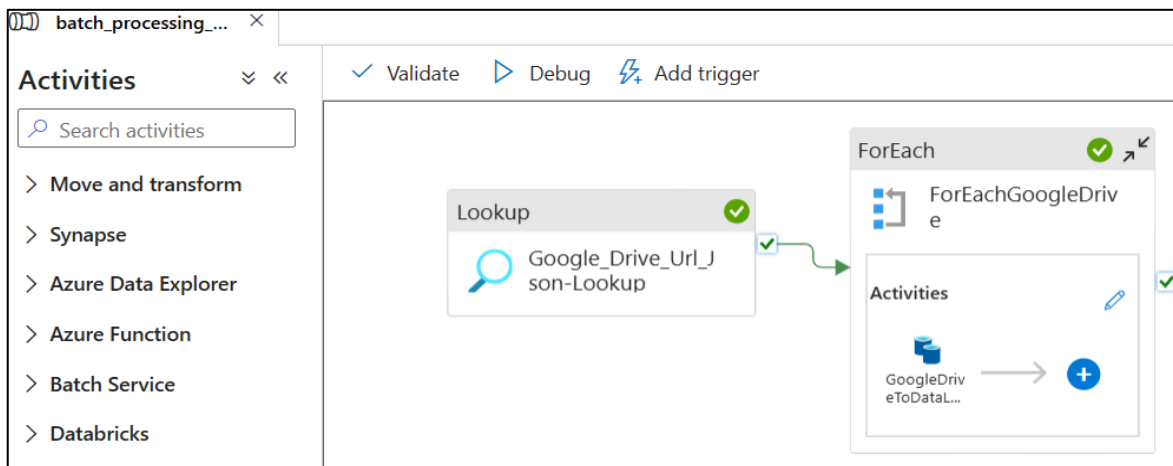 batch_processing_...
Activities
Validate
Debug
Add trigger
Search activities
Move and transform
Synapse
Azure Data Explorer
Azure Function
Batch Service
Databricks
Lookup
Google_Drive_Url_J
son-Lookup
ForEach
ForEachGoogleDriv
e
Activities
GoogleDriv
eToDataL...